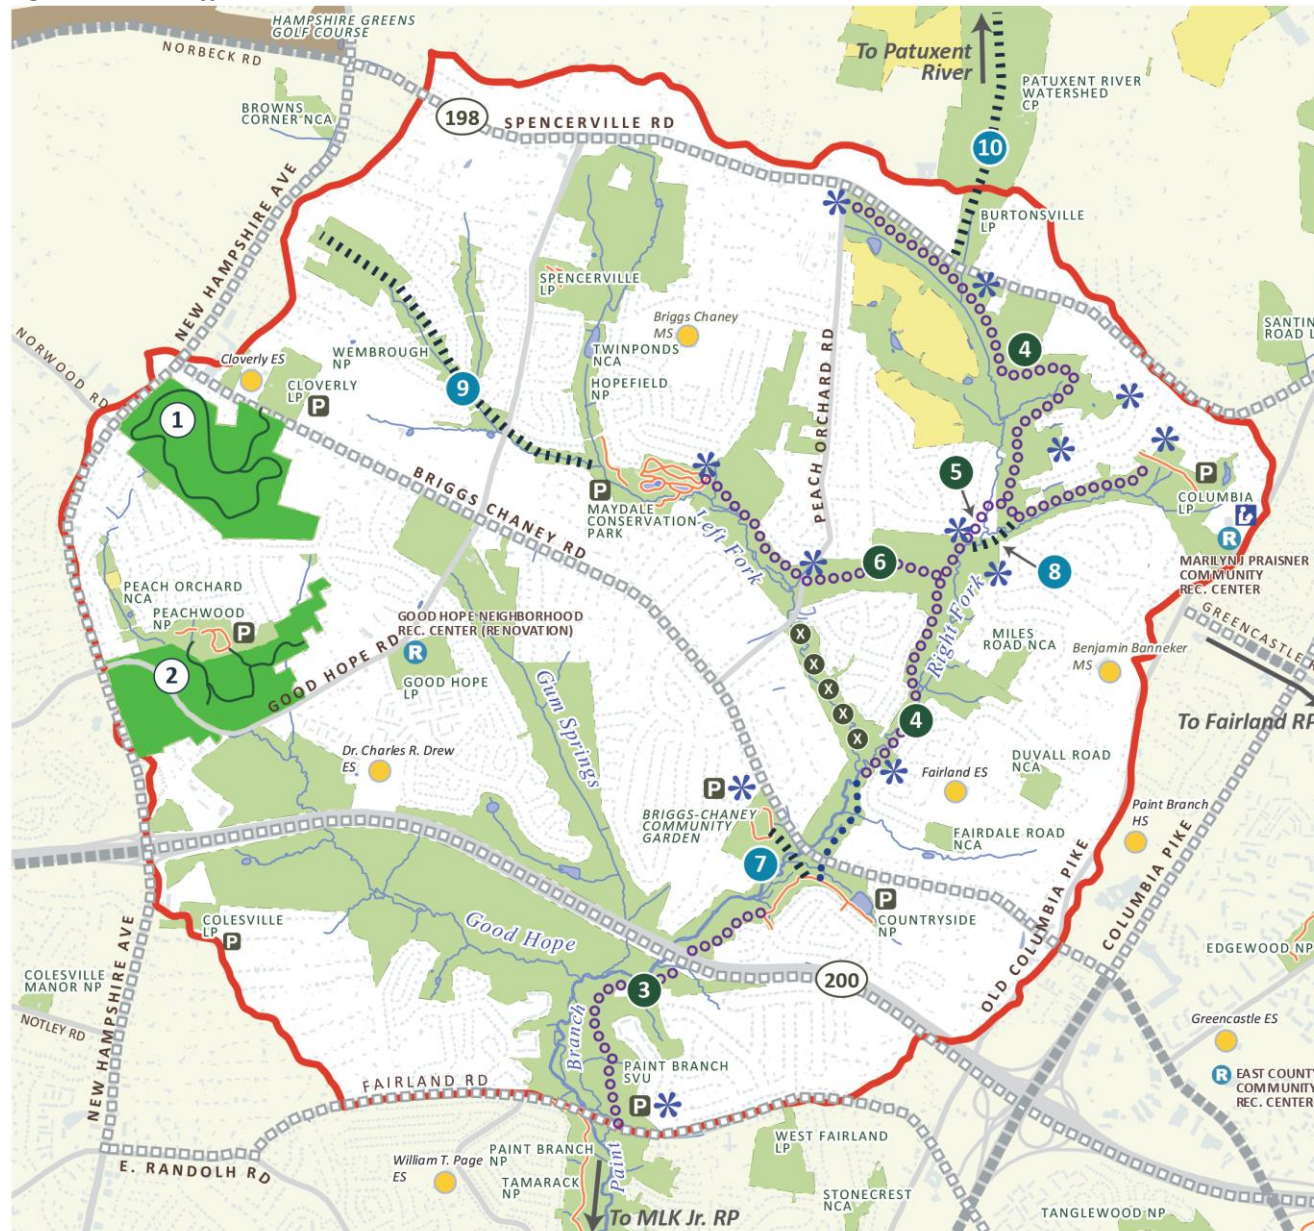 HAMPSHIRE GREENS
GOLF COURSE
NORBECK RD
To Patuxent
River
PATUXENT RIVER
WATERSHED
CP
BROWNS
CORNER NCA
198
SPENCERVILLE RD
10
NEW HAMPSHIRE AVE
BURTONSVILLE
LP
SPENCERVILLE
LP
Briggs Chaney
MS
SANTIN
ROAD L
NORWOOD RD
Cloverly ES
WEMBROUGH
NP
TWINPONDS
NCA
HOPEFIELD
NP
PEACH ORCHARD RD
4
CLOVERLY
LP
P
9
1
BRIGGS CHANEY RD
5
P
COLUMBIA
LP
P
MAYDALE
CONSERVATION
PARK
Left Fork
6
8
R
MARILYN J PRAISNER
COMMUNITY
REC. CENTER
PEACH ORCHARD
NCA
PEACHWOOD
NP
P
GOOD HOPE NEIGHBORHOOD
REC. CENTER (RENOVATION)
R
GOOD HOPE
LP
GOOD HOPE RD
2
Right Fork
MILES
ROAD NCA
Benjamin Banneker
MS
GREENCASTLE R
To Fairland RP
X
X
X
X
X
Gum Springs
4
Dr. Charles R. Drew
ES
DUVALL ROAD
NCA
Fairland ES
P
BRIGGS-CHANEY
COMMUNITY
GARDEN
Paint Branch
HS
FAIRDALE ROAD
NCA
7
P
COUNTRYSIDE
NP
OLD COLUMBIA PIKE
COLUMBIA PIKE
COLESVILLE
LP
P
Good Hope
EDGEWOOD NP
COLESVILLE
MANOR NP
NEW HAMPSHIRE AVE
3
200
NOTLEY RD
Greencastle ES
Branch
PAINT BRANCH
SVU
FAIRLAND RD
P
R
EAST COUNTY
COMMUNITY
REC. CENTER
Paint
WEST FAIRLAND
LP
E. RANDOLH RD
William T. Page
ES
PAINT BRANCH
NP
TAMARACK
NP
STONECREST
NCA
To MLK Jr. RP
TANGLEWOOD NP